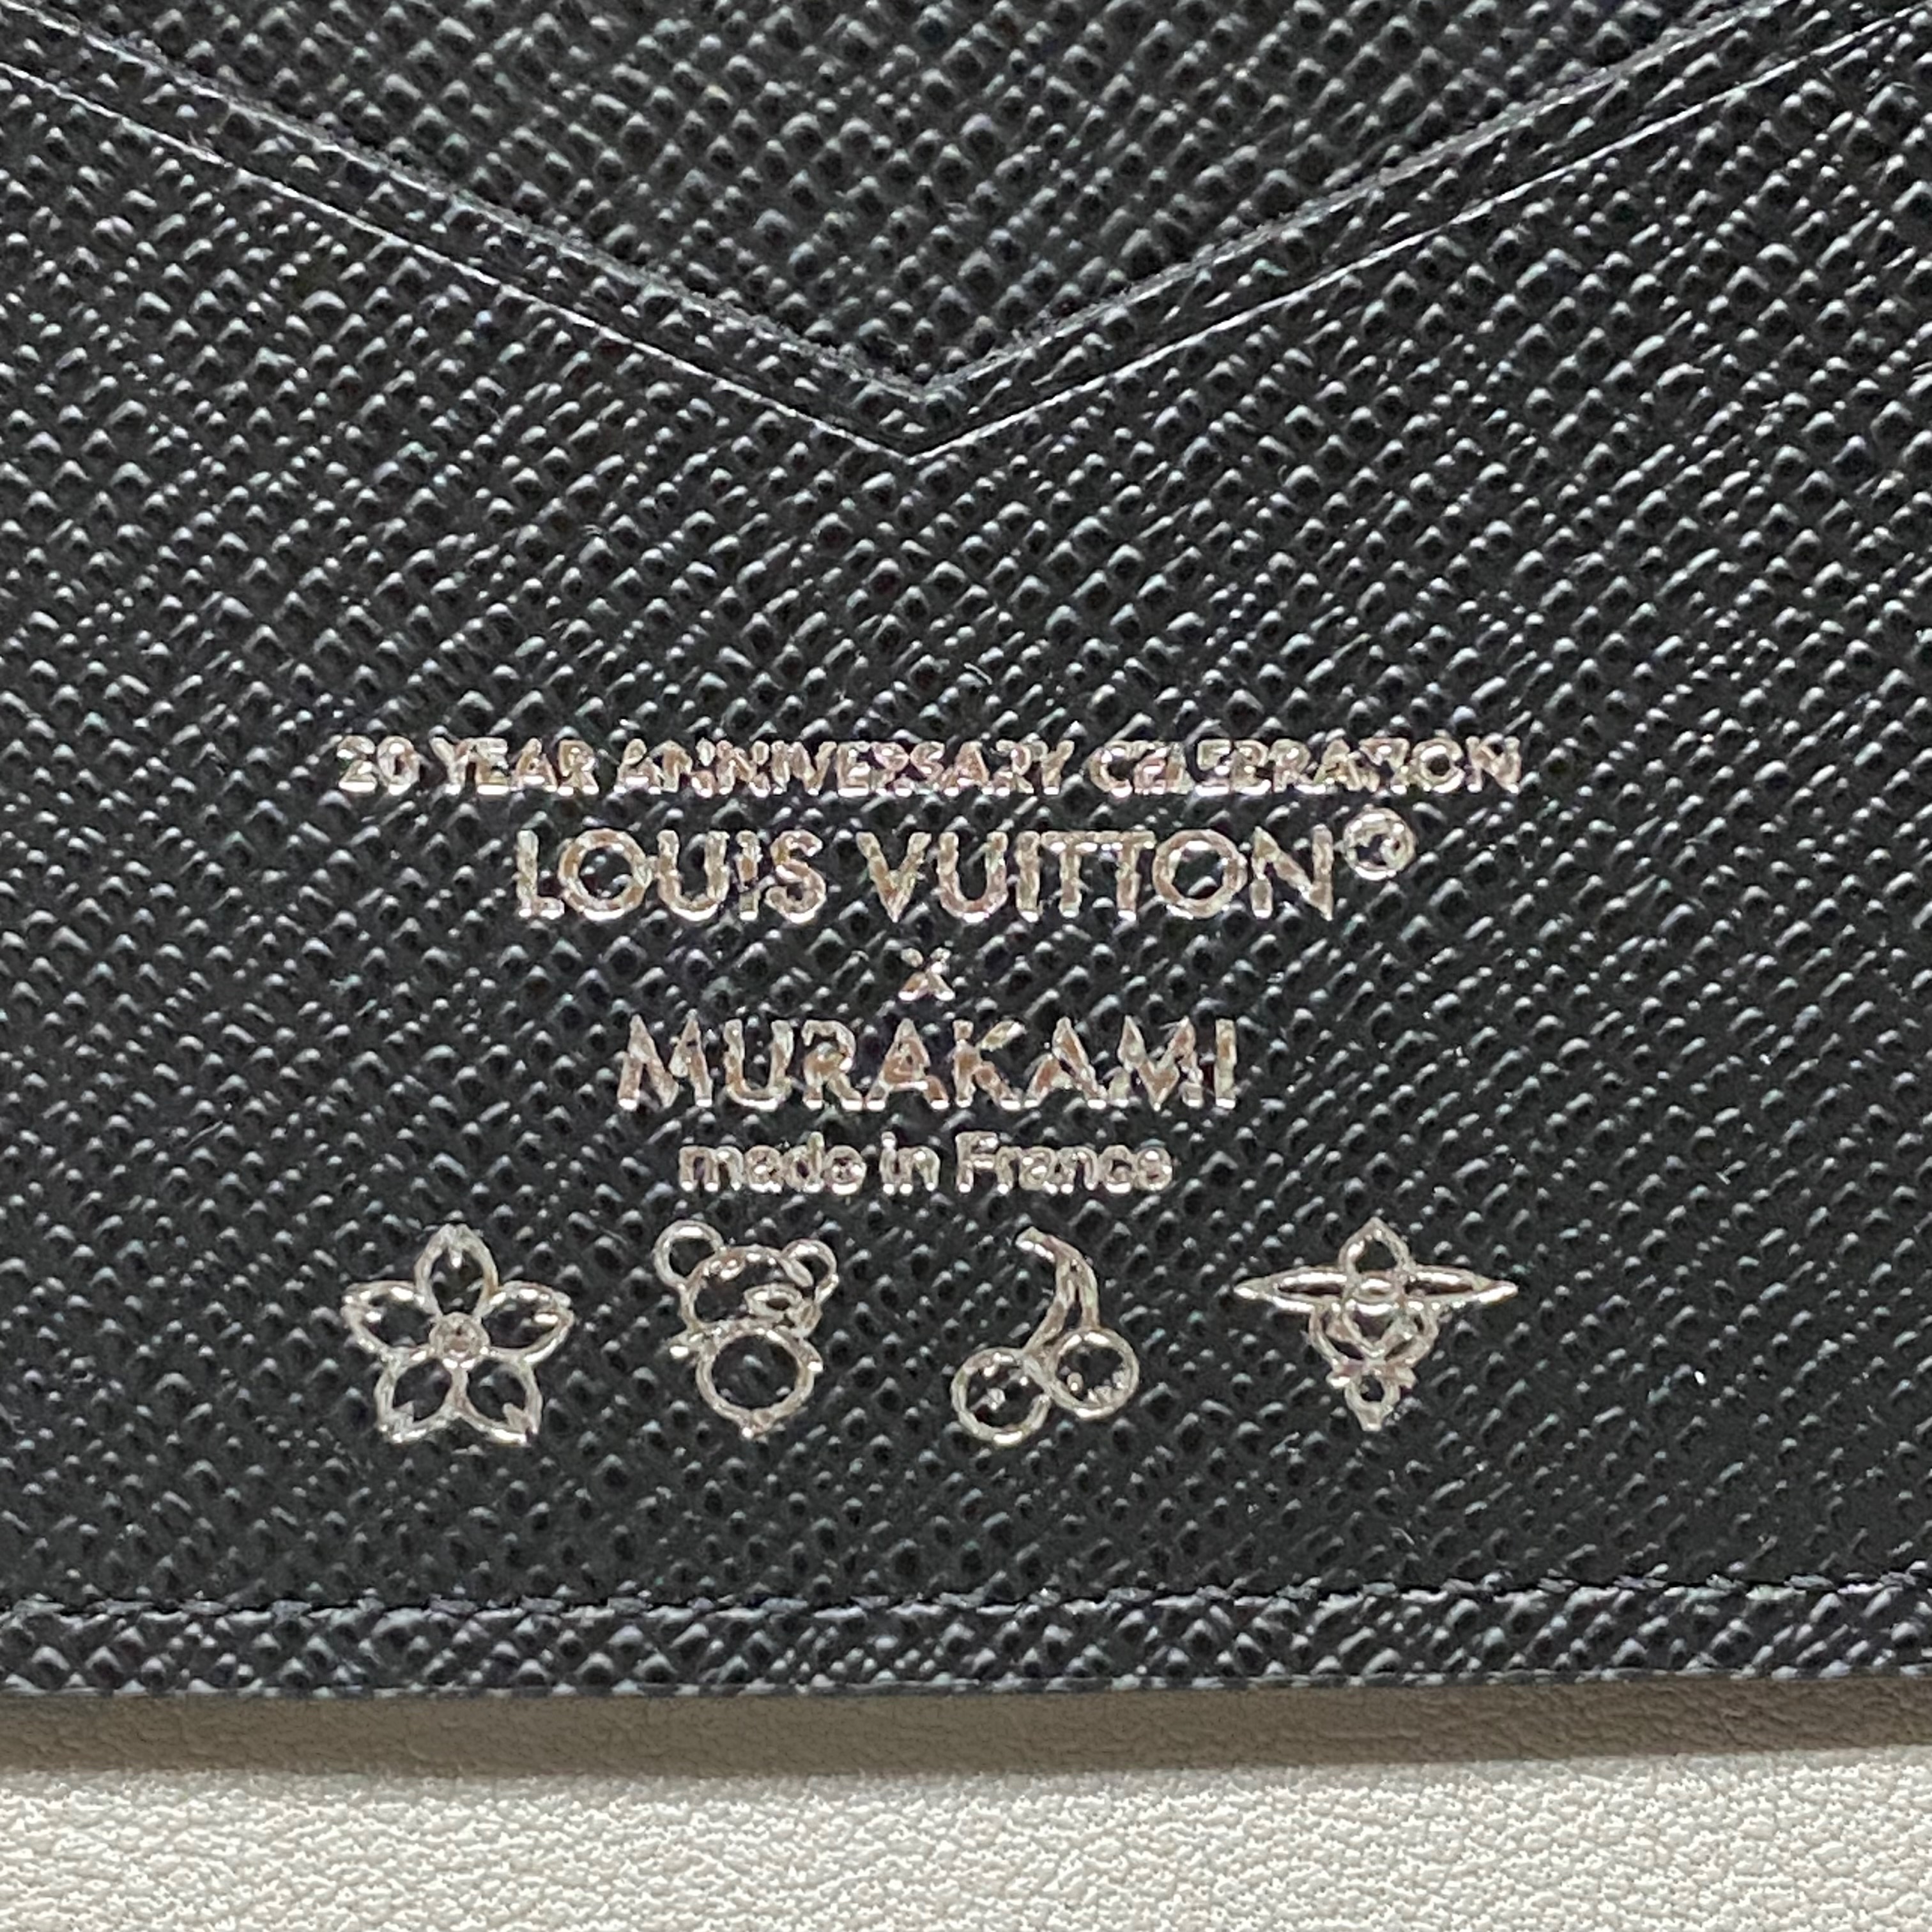 20 YEAR ANNIVERSARY CELEBRATION
LOUIS VUITTON©
x
MURAKAMI
made in France